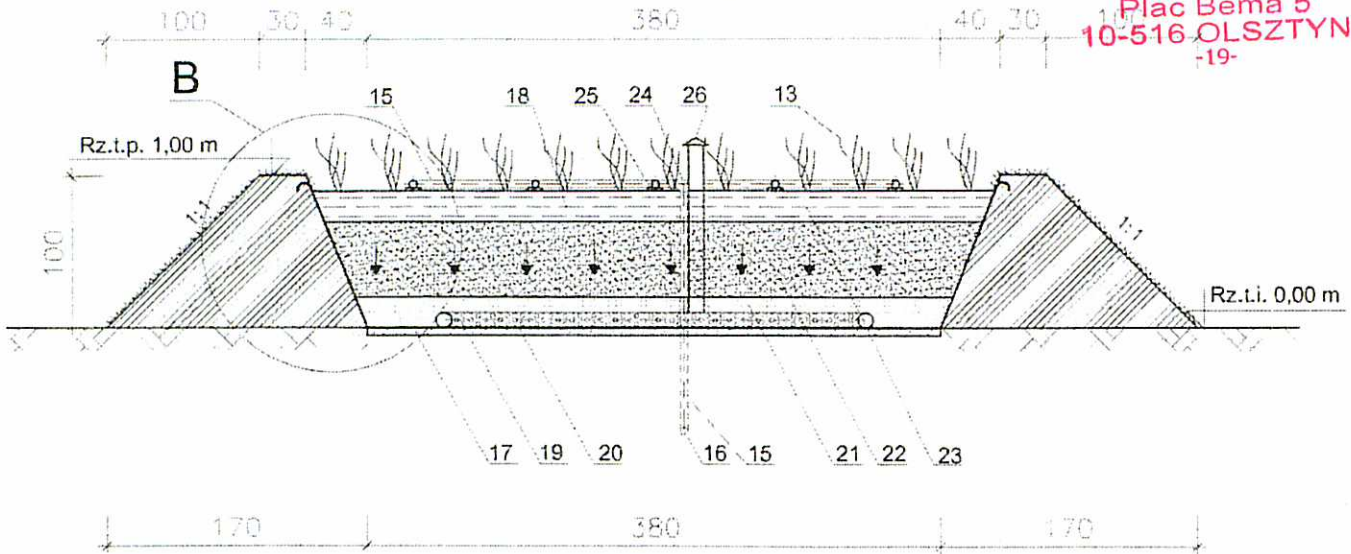 Plac Bema 5
10-516 OLSZTYN
-19-
100 30 40 380 40 30 100
B
15 18 25 24 26 13
Rz.t.p. 1,00 m
1:1
100
1:1
Rz.t.i. 0,00 m
17 19 20 16 15 21 22 23
170 380 170